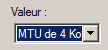 Valeur :
MTU de 4 Ko